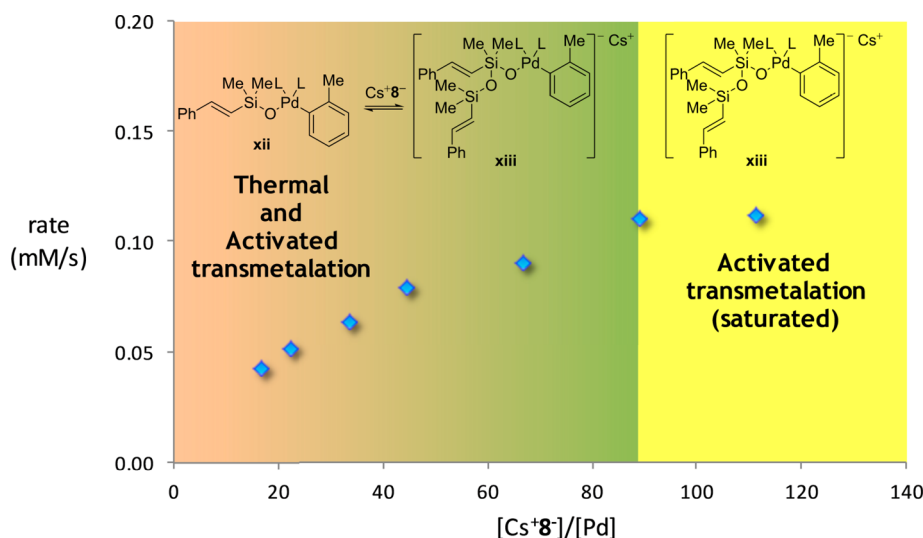 0.20
0.15
0.10
0.05
0.00
rate
(mM/s)
0
20
40
60
80
100
120
140
[Cs⁺8⁻]/[Pd]
Me
MeL L
Me
Ph
Si
O
Pd
xii
Cs⁺8⁻
Me
MeL L
Me
− Cs⁺
Ph
Si
O
Pd
Me
O
Me
Si
Ph
xiii
Me
MeL L
Me
− Cs⁺
Ph
Si
O
Pd
Me
O
Me
Si
Ph
xiii
Thermal
and
Activated
transmetalation
Activated
transmetalation
(saturated)